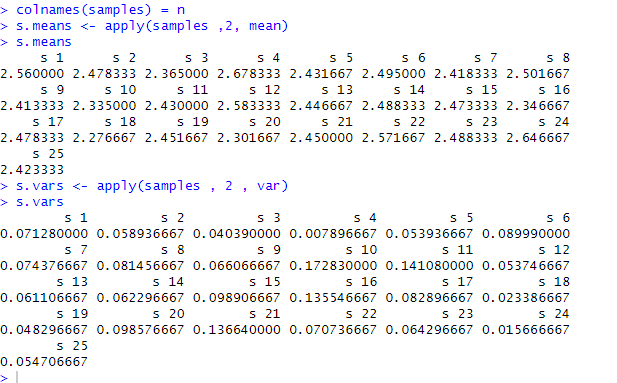 > colnames(samples) = n
> s.means <- apply(samples ,2, mean)
> s.means
s 1 s 2 s 3 s 4 s 5 s 6 s 7 s 8
2.560000 2.478333 2.365000 2.678333 2.431667 2.495000 2.418333 2.501667
s 9 s 10 s 11 s 12 s 13 s 14 s 15 s 16
2.413333 2.335000 2.430000 2.583333 2.446667 2.488333 2.473333 2.346667
s 17 s 18 s 19 s 20 s 21 s 22 s 23 s 24
2.478333 2.276667 2.451667 2.301667 2.450000 2.571667 2.488333 2.646667
s 25
2.423333
> s.vars <- apply(samples , 2 , var)
> s.vars
s 1 s 2 s 3 s 4 s 5 s 6
0.071280000 0.058936667 0.040390000 0.007896667 0.053936667 0.089990000
s 7 s 8 s 9 s 10 s 11 s 12
0.074376667 0.081456667 0.066066667 0.172830000 0.141080000 0.053746667
s 13 s 14 s 15 s 16 s 17 s 18
0.061106667 0.062296667 0.098906667 0.135546667 0.082896667 0.023386667
s 19 s 20 s 21 s 22 s 23 s 24
0.048296667 0.098576667 0.136640000 0.070736667 0.064296667 0.015666667
s 25
0.054706667
>